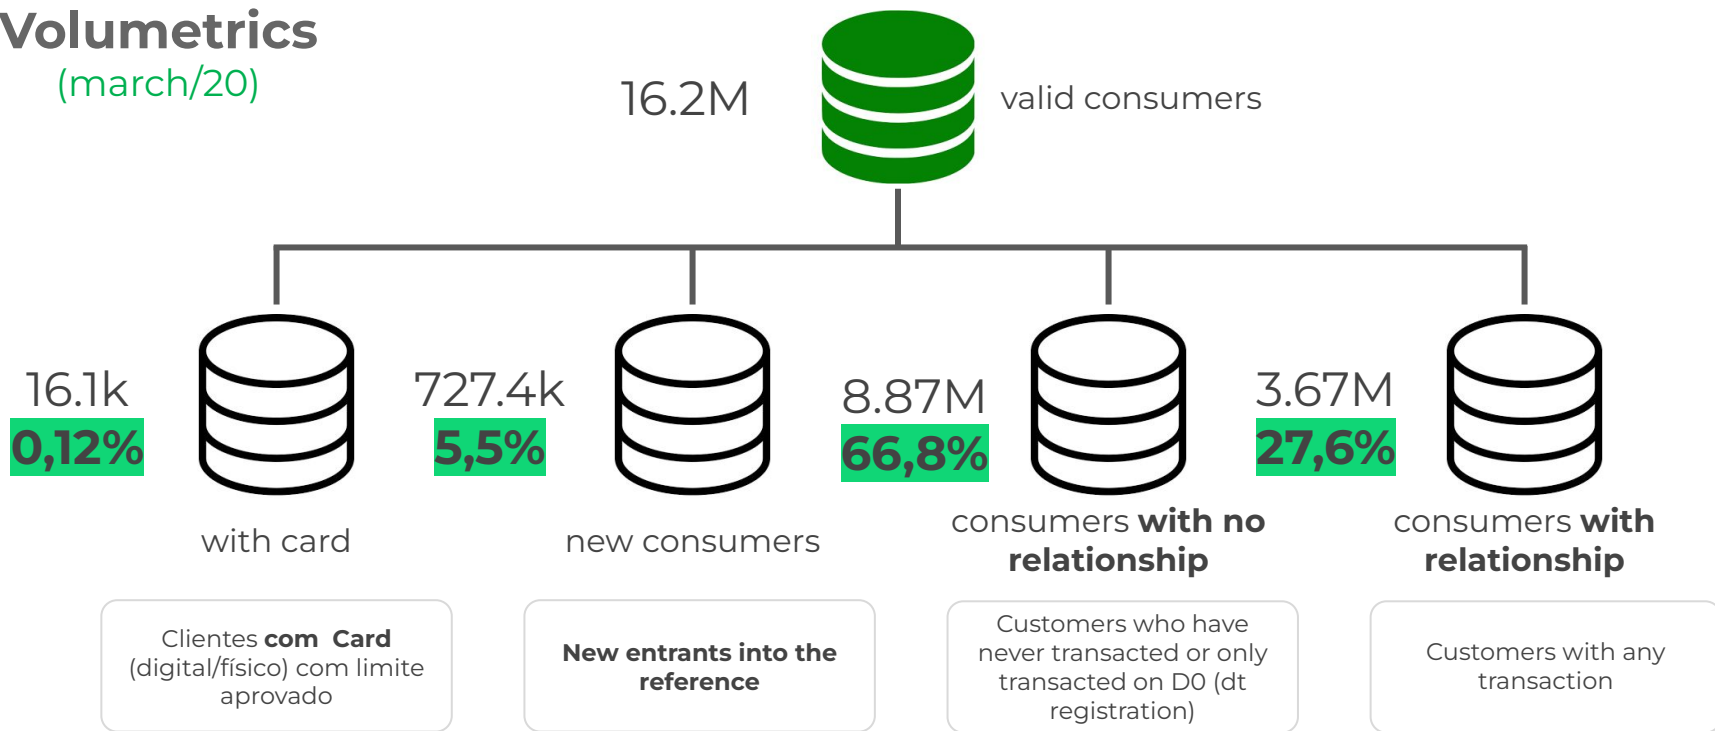 Volumetrics
(march/20)
16.2M
valid consumers
16.1k
0,12%
with card
727.4k
5,5%
new consumers
8.87M
66,8%
consumers with no
relationship
3.67M
27,6%
consumers with
relationship
Clientes com Card
(digital/físico) com limite
aprovado
New entrants into the
reference
Customers who have
never transacted or only
transacted on D0 (dt
registration)
Customers with any
transaction